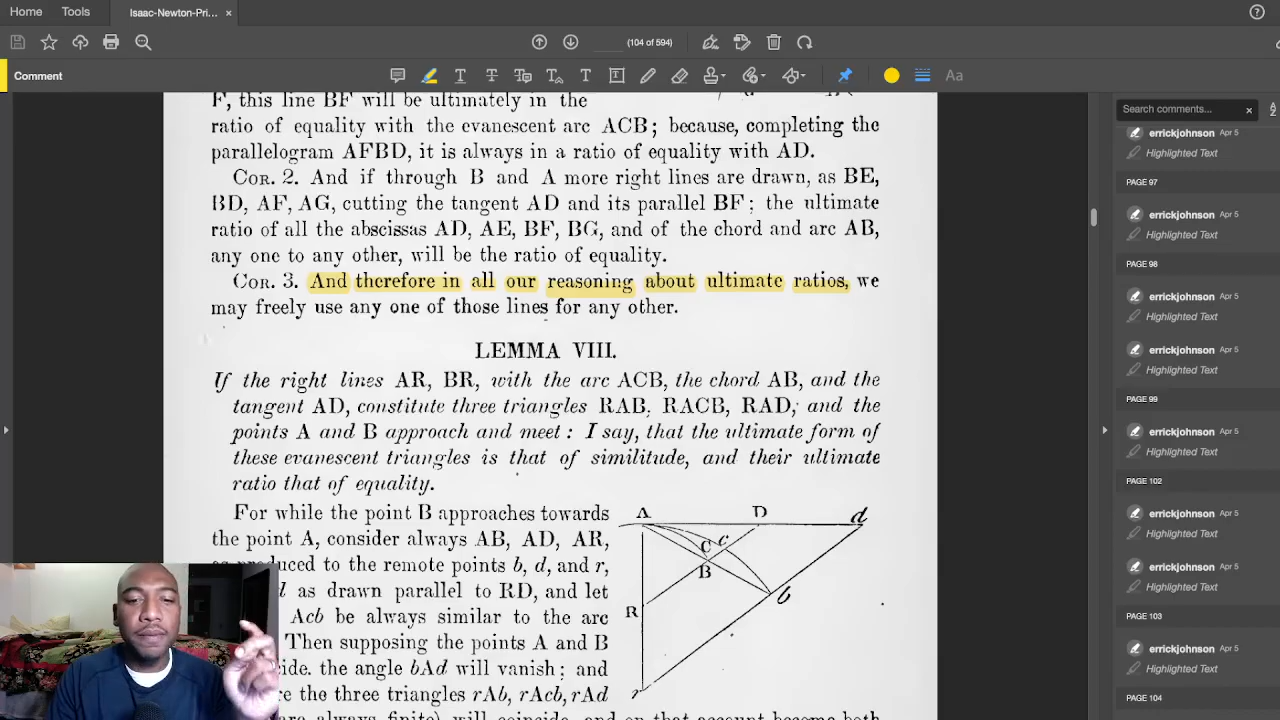 Home
Tools
Isaac-Newton-Pri... ×
(104 of 594)
Comment
F, this line BF will be ultimately in the
ratio of equality with the evanescent arc ACB; because, completing the
parallelogram AFBD, it is always in a ratio of equality with AD.
COR. 2. And if through B and A more right lines are drawn, as BE,
BD, AF, AG, cutting the tangent AD and its parallel BF; the ultimate
ratio of all the abscissas AD, AE, BF, BG, and of the chord and arc AB,
any one to any other, will be the ratio of equality.
COR. 3. And therefore in all our reasoning about ultimate ratios, we
may freely use any one of those lines for any other.
LEMMA VIII.
If the right lines AR, BR, with the arc ACB, the chord AB, and the
tangent AD, constitute three triangles RAB, RACB, RAD, and the
points A and B approach and meet: I say, that the ultimate form of
these evanescent triangles is that of similitude, and their ultimate
ratio that of equality.
For while the point B approaches towards
the point A, consider always AB, AD, AR,
produced to the remote points b, d, and r,
as drawn parallel to RD, and let
Acb be always similar to the arc
Then supposing the points A and B
the angle bAd will vanish; and
the three triangles rAb, rAcb, rAd
are always finite) will coincide, and on that account become both
A
D
d
C
c
B
b
R
r
Aa
Search comments... ×
errickjohnson Apr 5
Highlighted Text
PAGE 97
errickjohnson Apr 5
Highlighted Text
PAGE 98
errickjohnson Apr 5
Highlighted Text
errickjohnson Apr 5
Highlighted Text
PAGE 99
errickjohnson Apr 5
Highlighted Text
PAGE 102
errickjohnson Apr 5
Highlighted Text
errickjohnson Apr 5
Highlighted Text
PAGE 103
errickjohnson Apr 5
Highlighted Text
PAGE 104